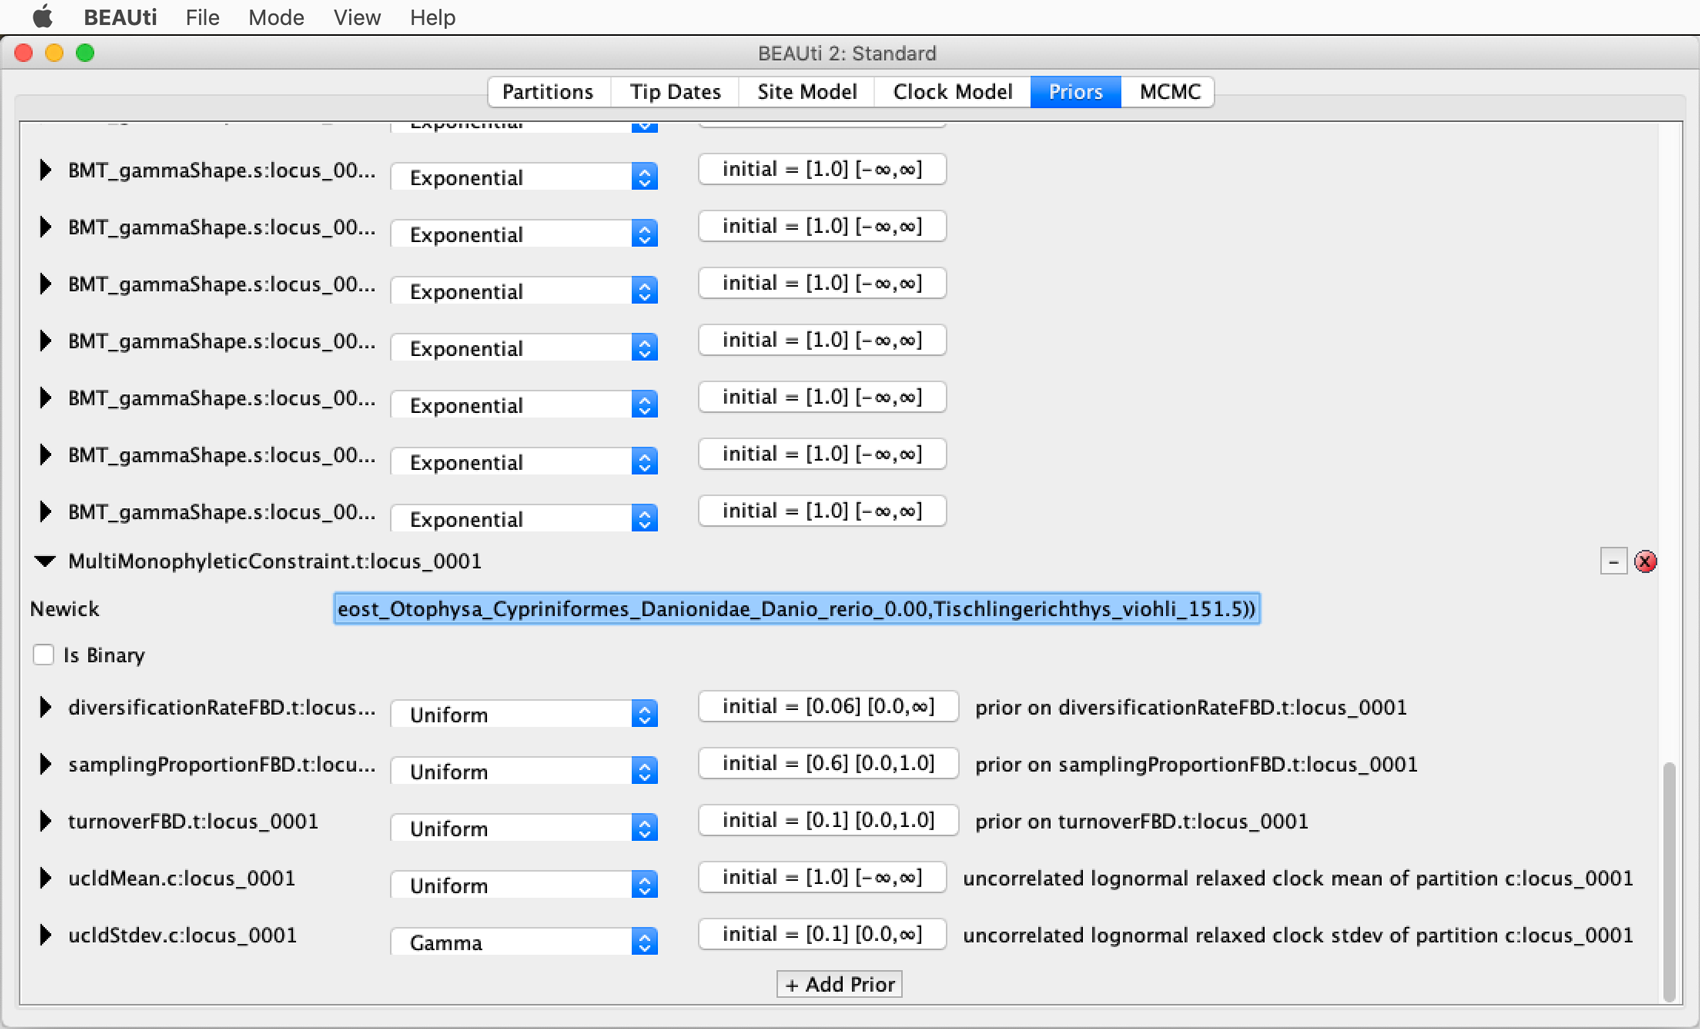 BEAUti File Mode View Help
BEAUti 2: Standard
Partitions Tip Dates Site Model Clock Model Priors MCMC
Exponential
BMT_gammaShape.s:locus_00... Exponential initial = [1.0] [-∞,∞]
BMT_gammaShape.s:locus_00... Exponential initial = [1.0] [-∞,∞]
BMT_gammaShape.s:locus_00... Exponential initial = [1.0] [-∞,∞]
BMT_gammaShape.s:locus_00... Exponential initial = [1.0] [-∞,∞]
BMT_gammaShape.s:locus_00... Exponential initial = [1.0] [-∞,∞]
BMT_gammaShape.s:locus_00... Exponential initial = [1.0] [-∞,∞]
BMT_gammaShape.s:locus_00... Exponential initial = [1.0] [-∞,∞]
MultiMonophyleticConstraint.t:locus_0001 -
Newick eost_Otophysa_Cypriniformes_Danionidae_Danio_rerio_0.00,Tischlingerichthys_viohli_151.5))
Is Binary
diversificationRateFBD.t:locus... Uniform initial = [0.06] [0.0,∞] prior on diversificationRateFBD.t:locus_0001
samplingProportionFBD.t:locu... Uniform initial = [0.6] [0.0,1.0] prior on samplingProportionFBD.t:locus_0001
turnoverFBD.t:locus_0001 Uniform initial = [0.1] [0.0,1.0] prior on turnoverFBD.t:locus_0001
ucldMean.c:locus_0001 Uniform initial = [1.0] [-∞,∞] uncorrelated lognormal relaxed clock mean of partition c:locus_0001
ucldStdev.c:locus_0001 Gamma initial = [0.1] [0.0,∞] uncorrelated lognormal relaxed clock stdev of partition c:locus_0001
+ Add Prior